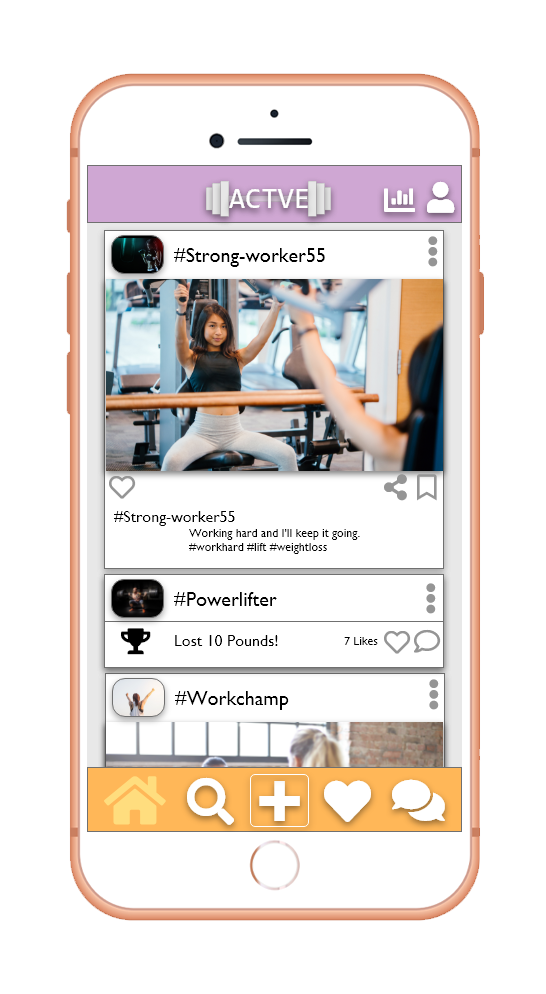 ACTVE
#Strong-worker55
#Strong-worker55
Working hard and I'll keep it going.
#workhard #lift #weightloss
#Powerlifter
Lost 10 Pounds! 7 Likes
#Workchamp